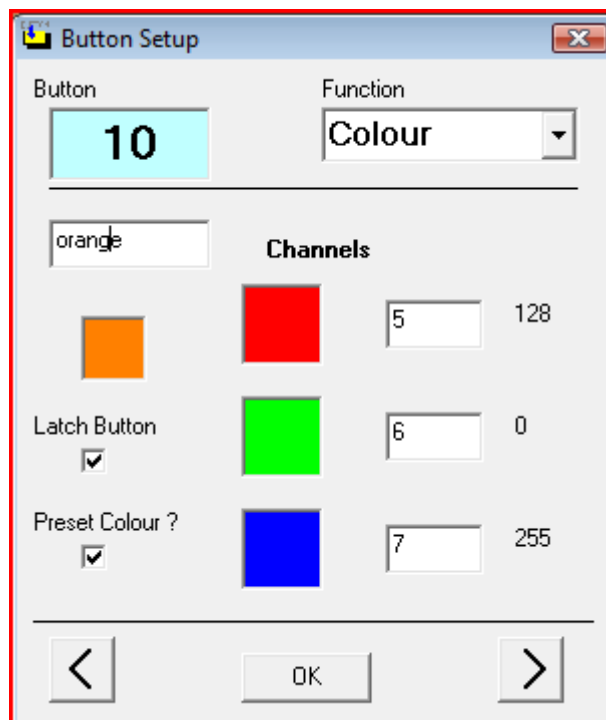 Button Setup
Button
Function
10
Colour
orange
Channels
5
128
Latch Button
6
0
Preset Colour ?
7
255
<
OK
>